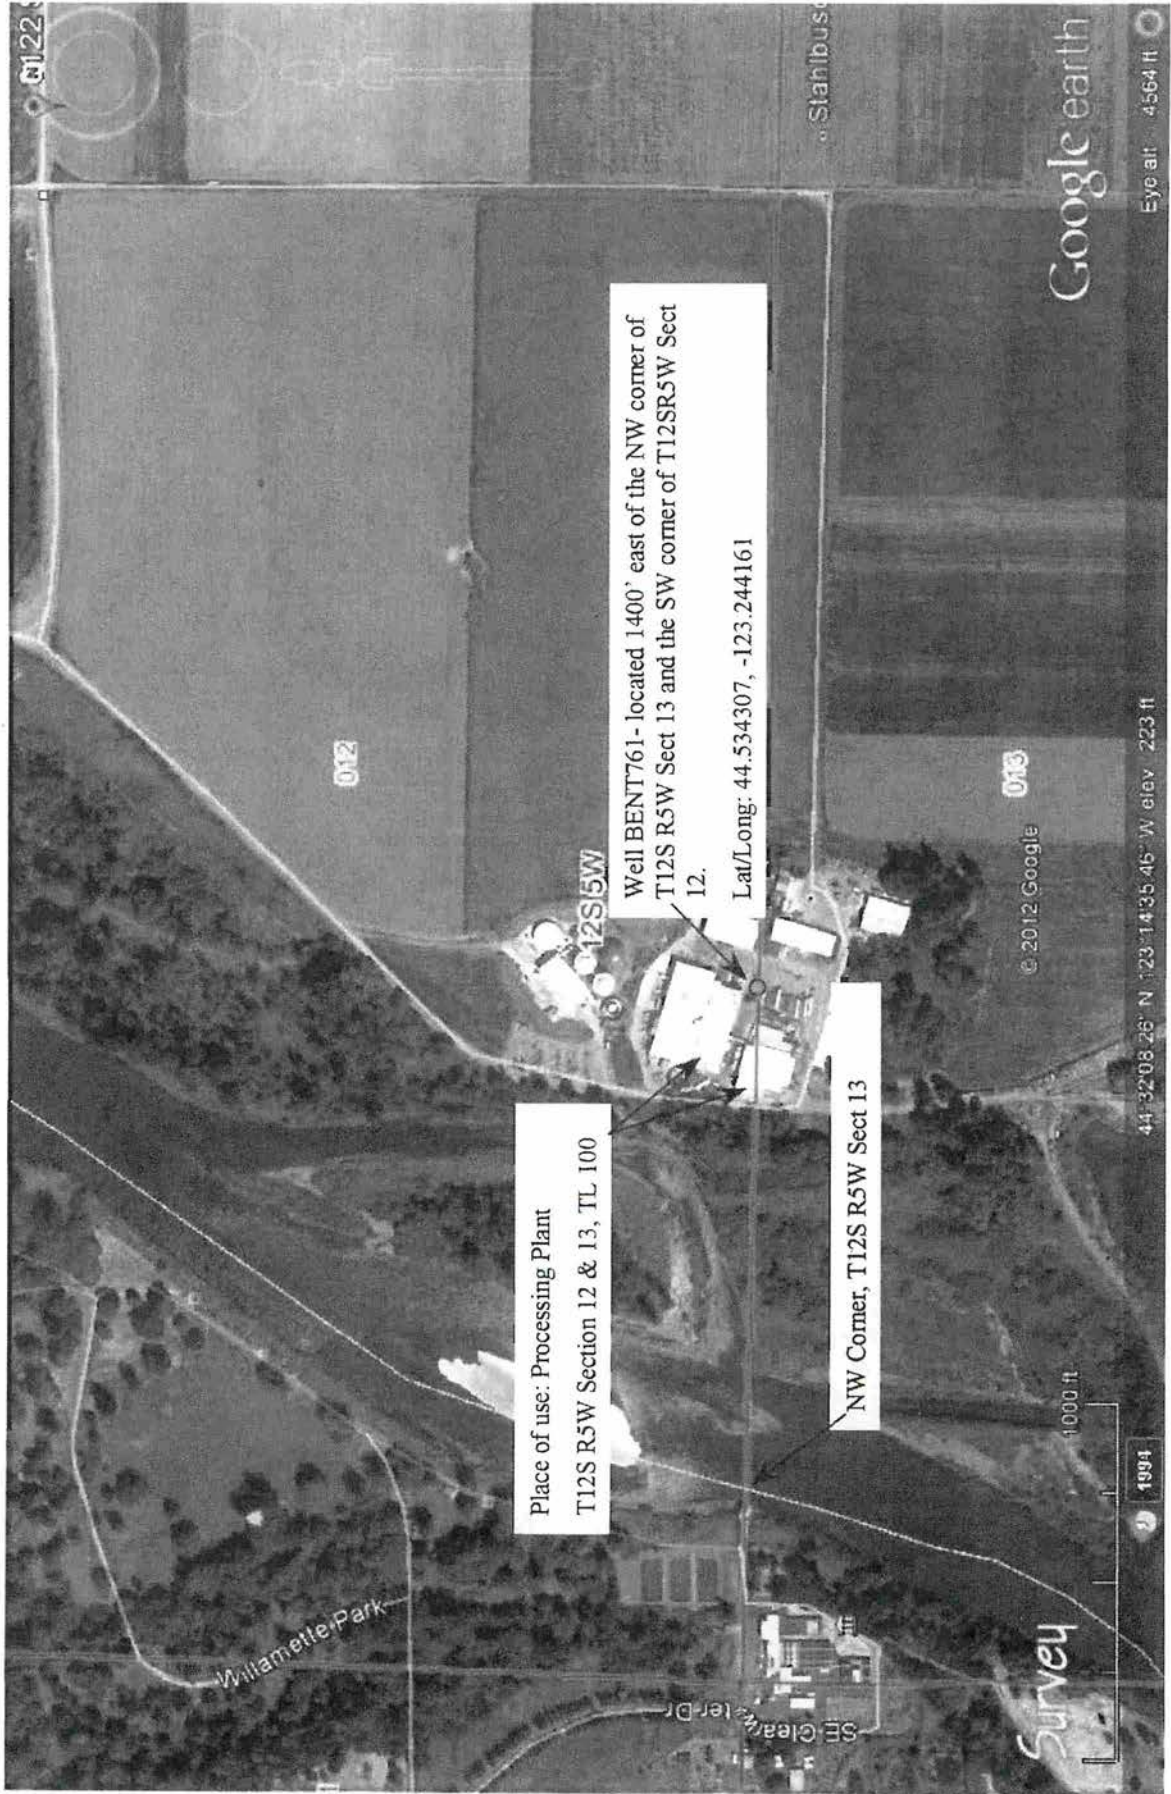 122
Willamette Park
012
12S 5W
Place of use: Processing Plant
T12S R5W Section 12 & 13, TL 100
Well BENT761- located 1400' east of the NW corner of
T12S R5W Sect 13 and the SW corner of T12SR5W Sect
12.
Lat/Long: 44.534307, -123.244161
SE Clearwater Dr
NW Corner, T12S R5W Sect 13
Stahlbusc
013
© 2012 Google
Google earth
Survey
1000 ft
1994
44°32'08.26" N 123°14'35.46" W elev 223 ft
Eye alt 4564 ft